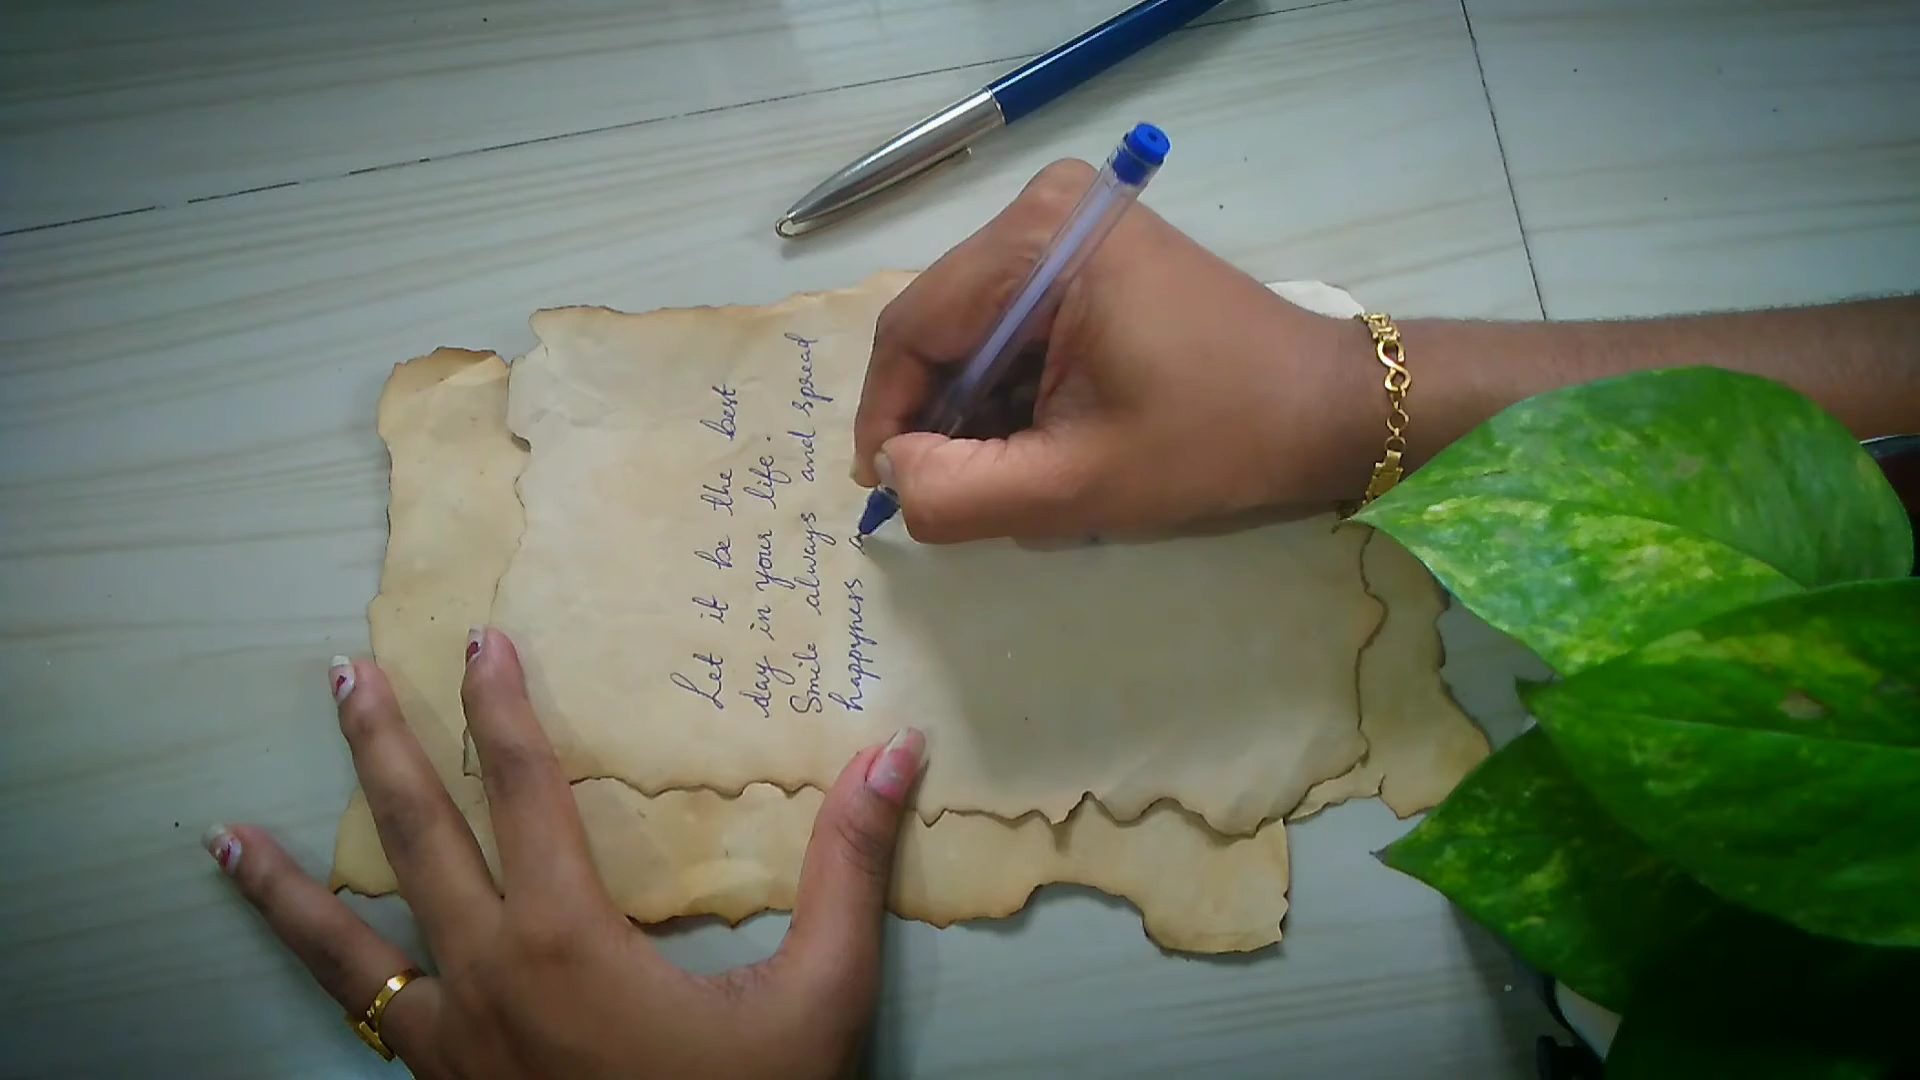 Let it be the best
day in your life.
Smile always and spread
happyness a